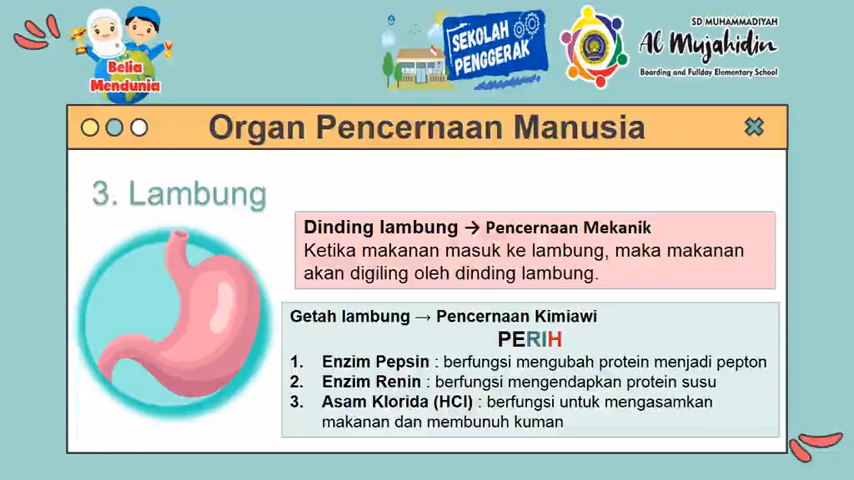 Belia
Mendunia
SEKOLAH
PENGGERAK
SD MUHAMMADIYAH
Al Mujahidin
Boarding and Fullday Elementary School
Organ Pencernaan Manusia
3. Lambung
Dinding lambung → Pencernaan Mekanik
Ketika makanan masuk ke lambung, maka makanan
akan digiling oleh dinding lambung.
Getah lambung → Pencernaan Kimiawi
PERIH
1. Enzim Pepsin : berfungsi mengubah protein menjadi pepton
2. Enzim Renin : berfungsi mengendapkan protein susu
3. Asam Klorida (HCl) : berfungsi untuk mengasamkan
makanan dan membunuh kuman